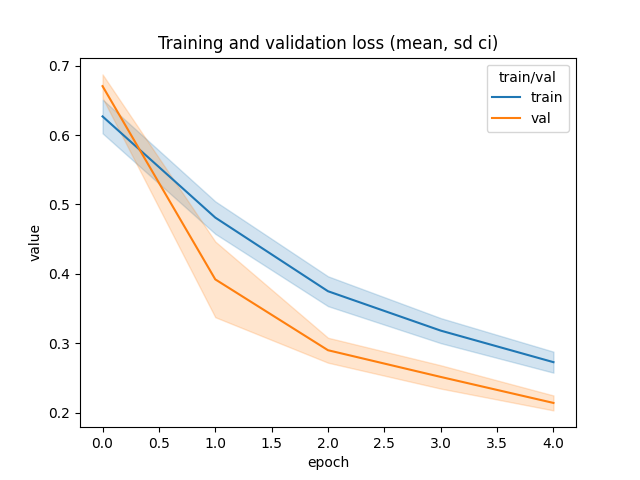 Training and validation loss (mean, sd ci)
train/val
train
val
value
0.7
0.6
0.5
0.4
0.3
0.2
0.0 0.5 1.0 1.5 2.0 2.5 3.0 3.5 4.0
epoch